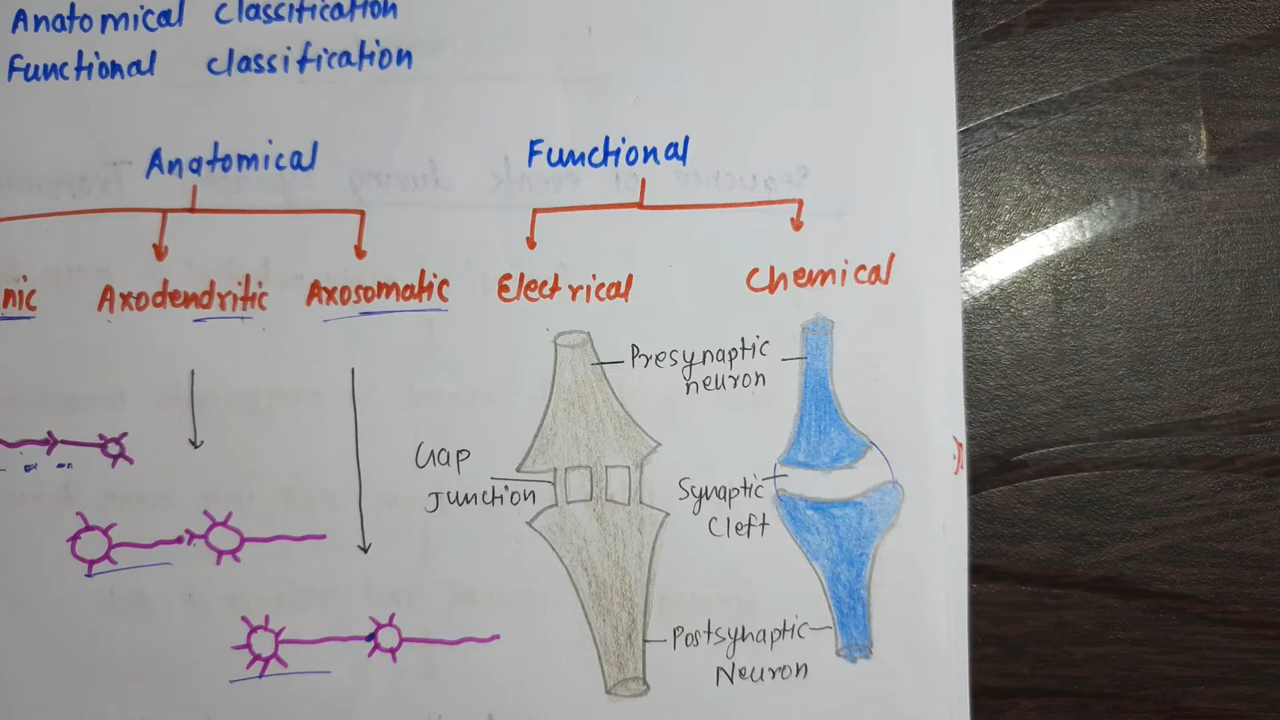 Anatomical classification
Functional classification
Anatomical
Functional
nic
Axodendritic
Axosomatic
Electrical
Chemical
Presynaptic
neuron
Gap
Junction
Synaptic
Cleft
Postsynaptic
Neuron